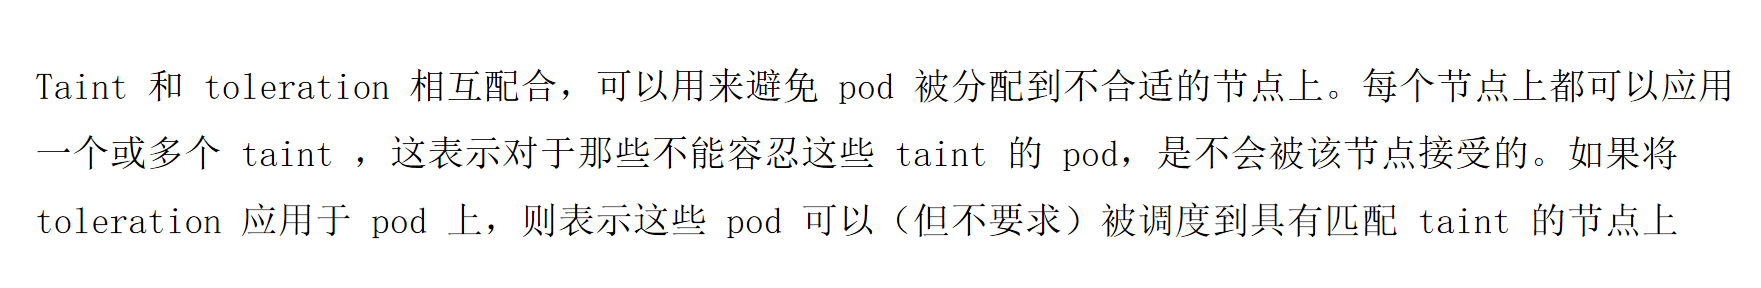 Taint 和 toleration 相互配合，可以用来避免 pod 被分配到不合适的节点上。每个节点上都可以应用
一个或多个 taint ，这表示对于那些不能容忍这些 taint 的 pod，是不会被该节点接受的。如果将
toleration 应用于 pod 上，则表示这些 pod 可以（但不要求）被调度到具有匹配 taint 的节点上